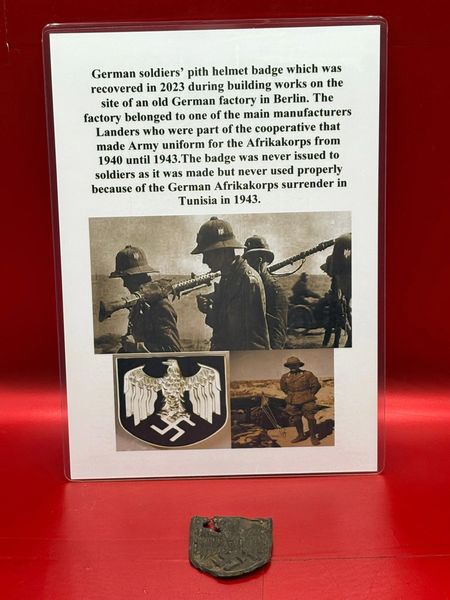 German soldiers' pith helmet badge which was
recovered in 2023 during building works on the
site of an old German factory in Berlin. The
factory belonged to one of the main manufacturers
Landers who were part of the cooperative that
made Army uniform for the Afrikakorps from
1940 until 1943.The badge was never issued to
soldiers as it was made but never used properly
because of the German Afrikakorps surrender in
Tunisia in 1943.